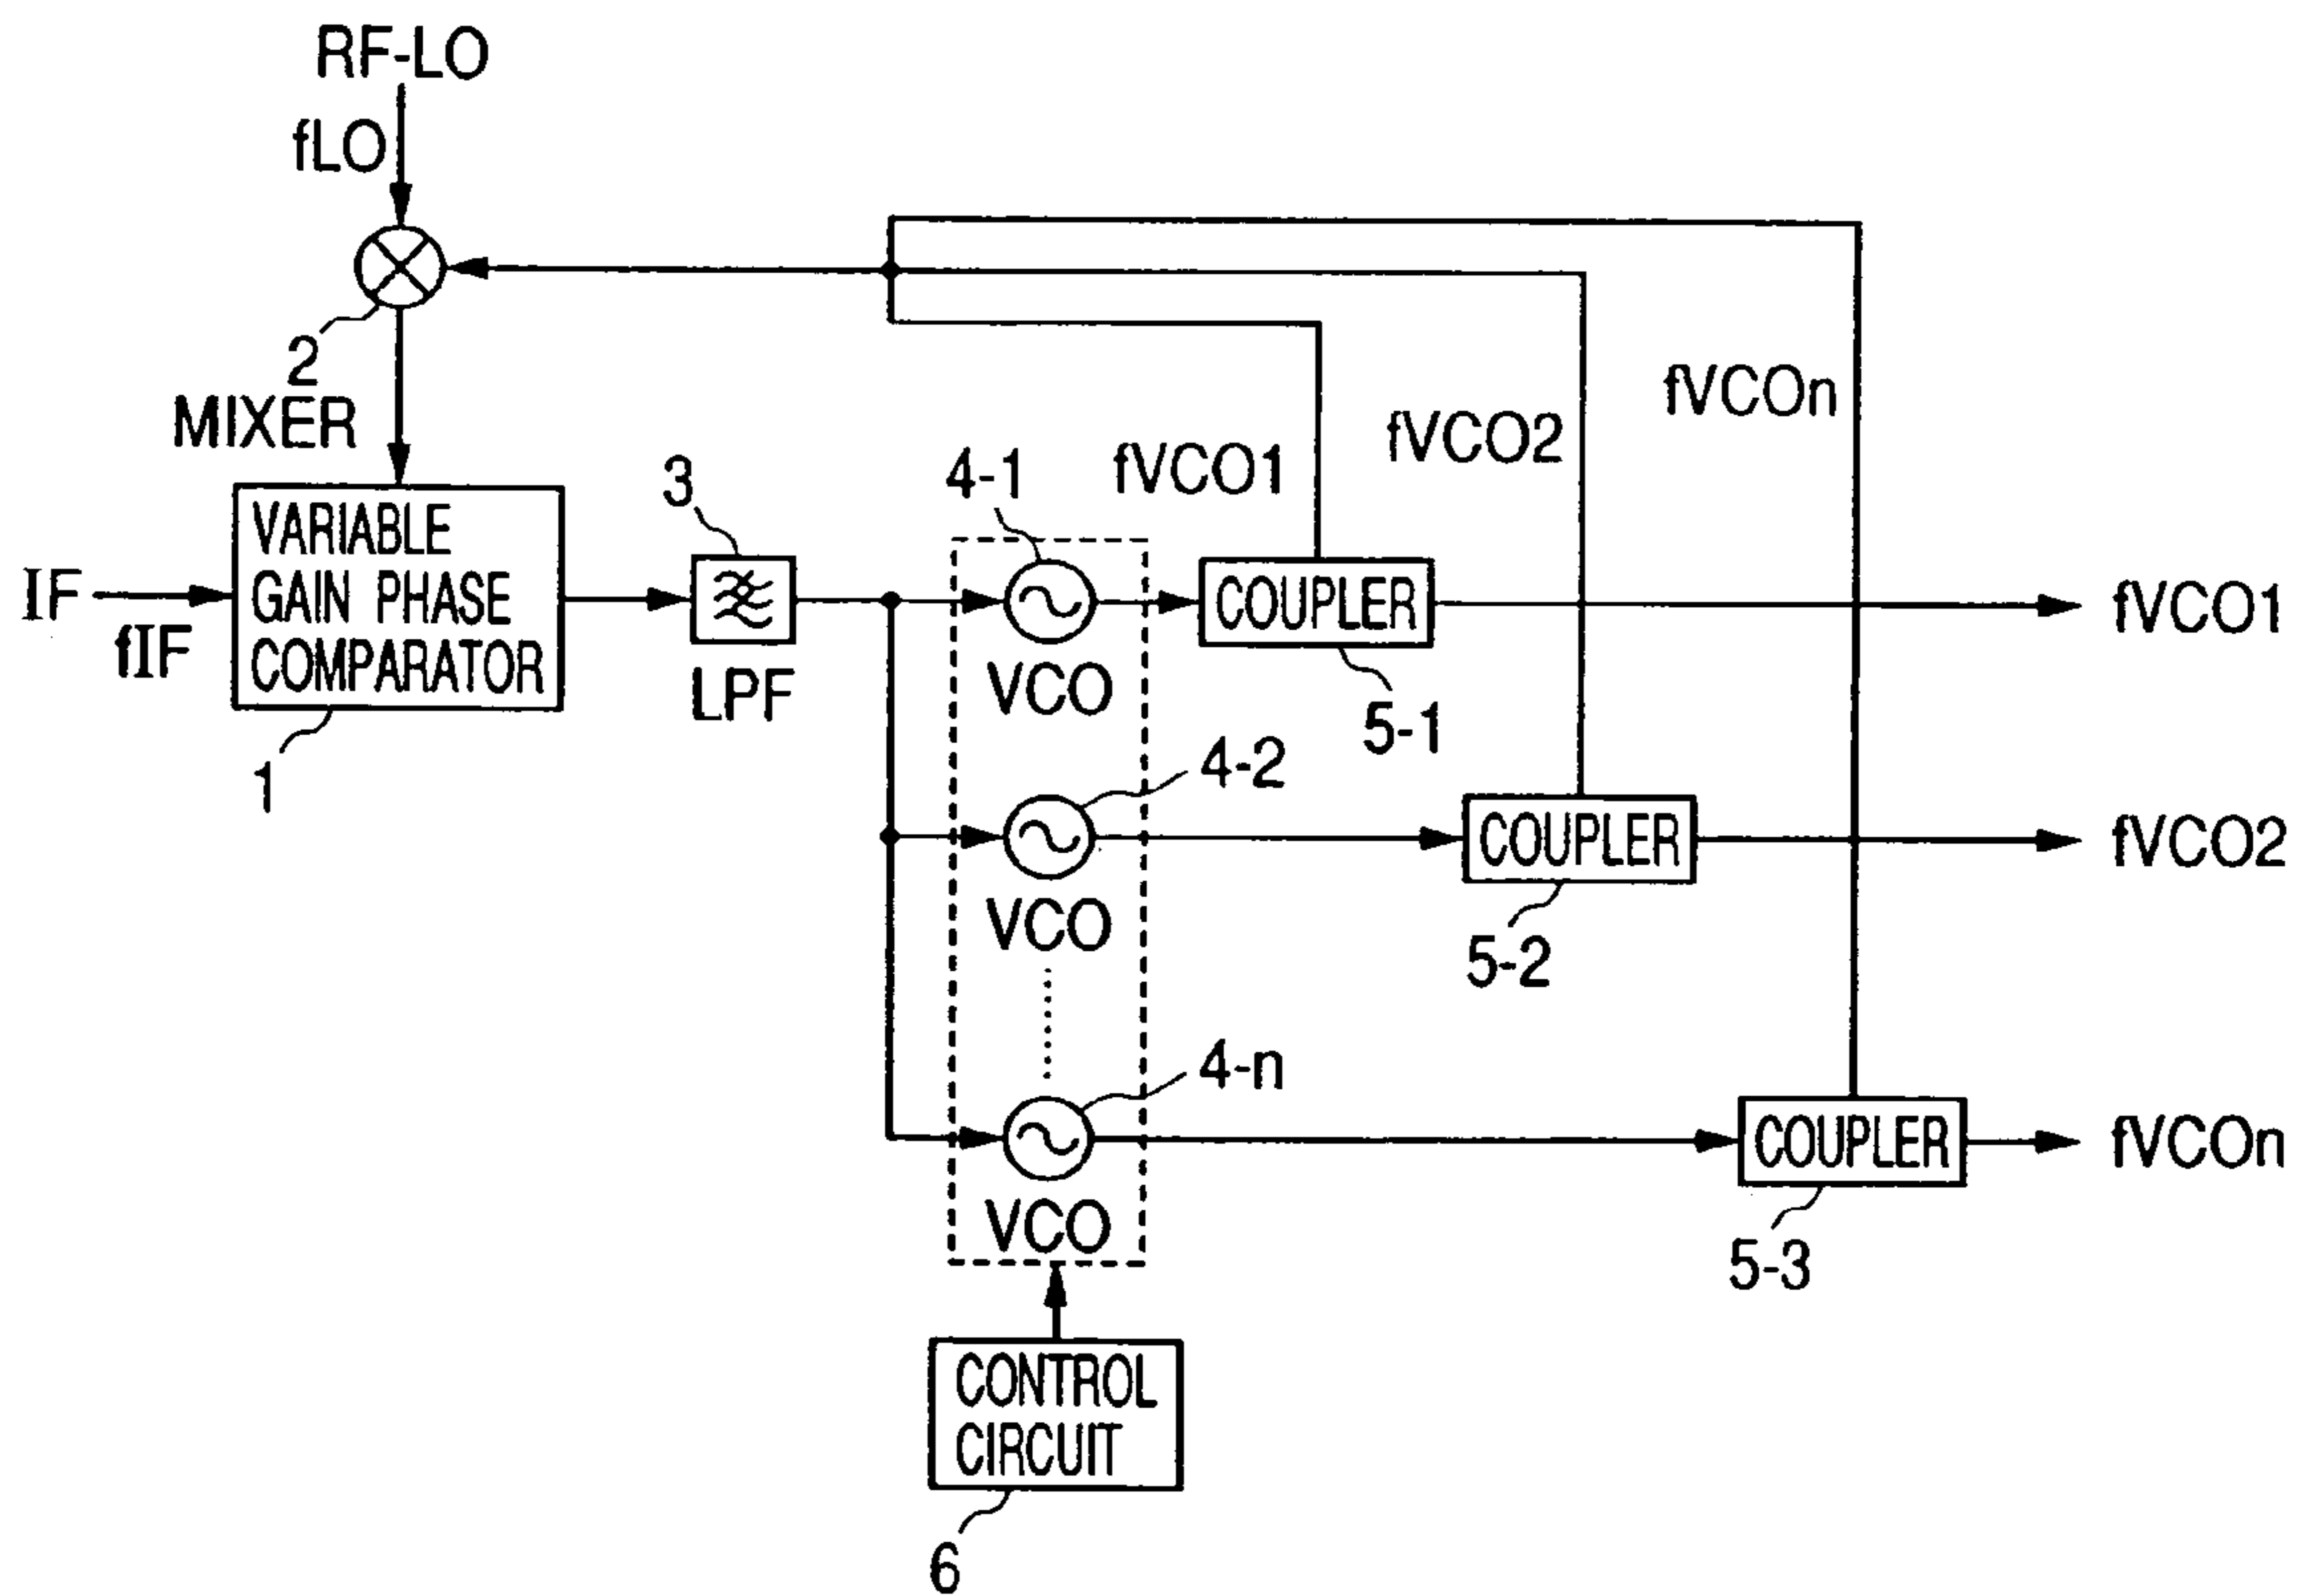 RF-LO
fLO
2
MIXER
fVCOn
fVCO2
fVCO1
3
4-1
VARIABLE
GAIN PHASE
COMPARATOR
IF
fIF
1
LPF
VCO
COUPLER
fVCO1
5-1
4-2
VCO
COUPLER
fVCO2
5-2
4-n
VCO
COUPLER
fVCOn
5-3
CONTROL
CIRCUIT
6